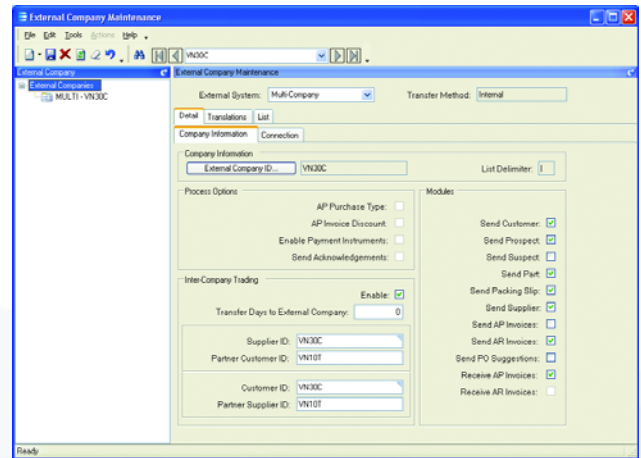 External Company Maintenance
File Edit Tools Actions Help
VN30C
External Company
External Companies
MULTI - VN30C
External Company Maintenance
External System: Multi-Company Transfer Method: Internal
Detail Translations List
Company Information Connection
Company Information
External Company ID... VN30C List Delimiter:
Process Options
AP Purchase Type:
AP Invoice Discount:
Enable Payment Instruments:
Send Acknowledgements:
Inter-Company Trading
Enable:
Transfer Days to External Company: 0
Supplier ID: VN30C
Partner Customer ID: VN10T
Customer ID: VN30C
Partner Supplier ID: VN10T
Modules
Send Customer:
Send Prospect:
Send Suspect:
Send Part:
Send Packing Slip:
Send Supplier:
Send AP Invoices:
Send AR Invoices:
Send PO Suggestions:
Receive AP Invoices:
Receive AR Invoices:
Ready